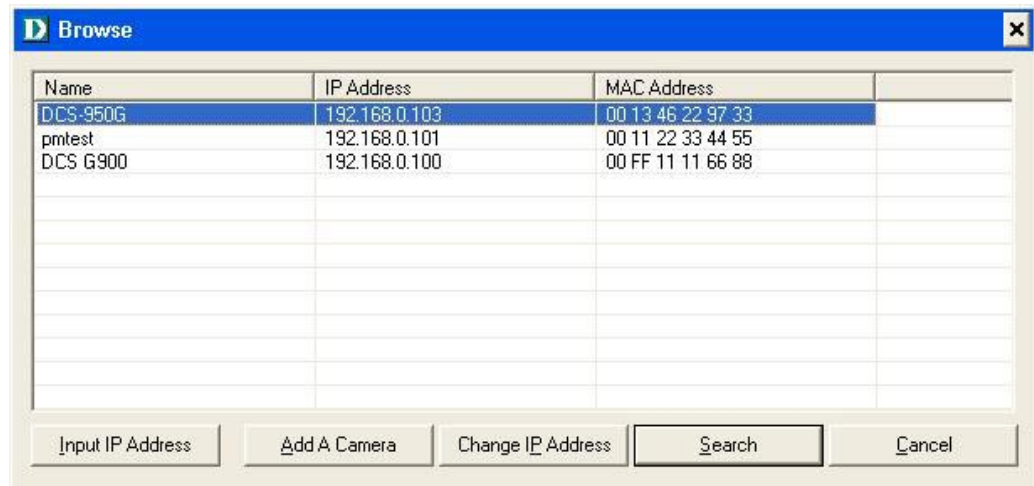 D Browse
Name IP Address MAC Address
DCS-950G 192.168.0.103 00 13 46 22 97 33
pmtest 192.168.0.101 00 11 22 33 44 55
DCS G900 192.168.0.100 00 FF 11 11 66 88
Input IP Address Add A Camera Change IP Address Search Cancel